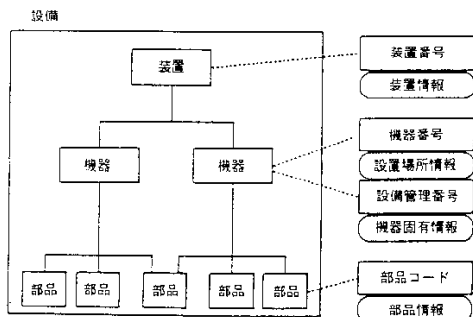 設備
装置
装置番号
装置情報
機器
機器
機器番号
設置場所情報
設備管理番号
機器固有情報
部品
部品
部品
部品
部品
部品コード
部品情報